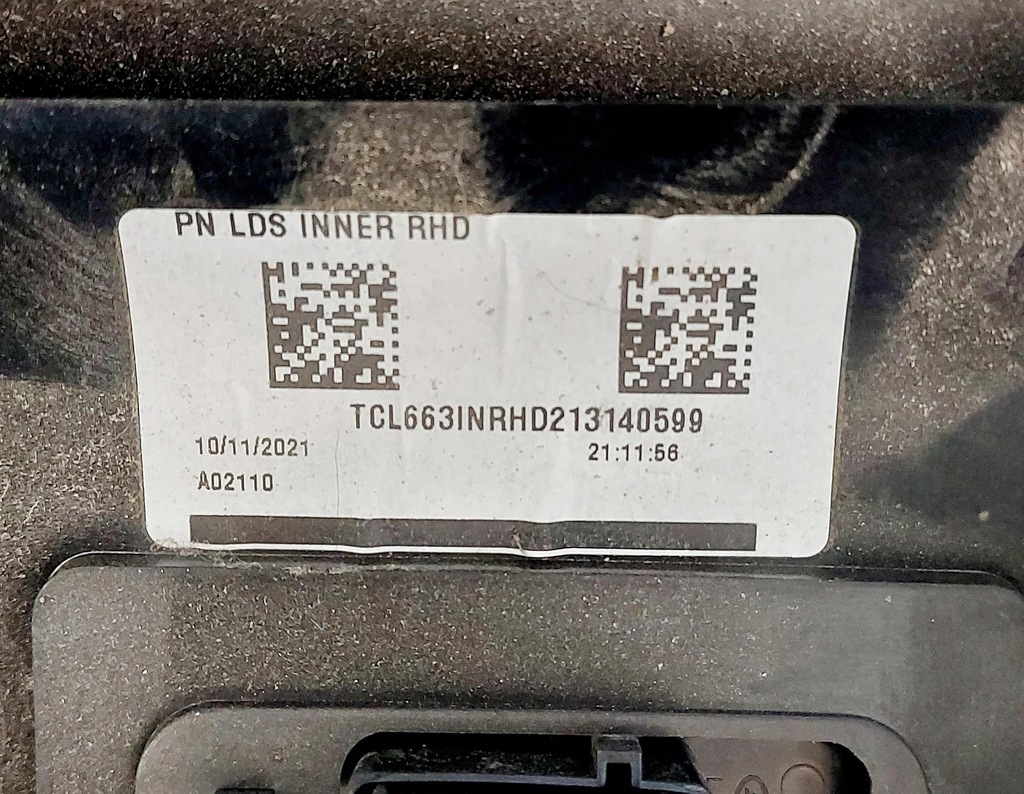 PN LDS INNER RHD
TCL663INRHD213140599
10/11/2021
21:11:56
A02110